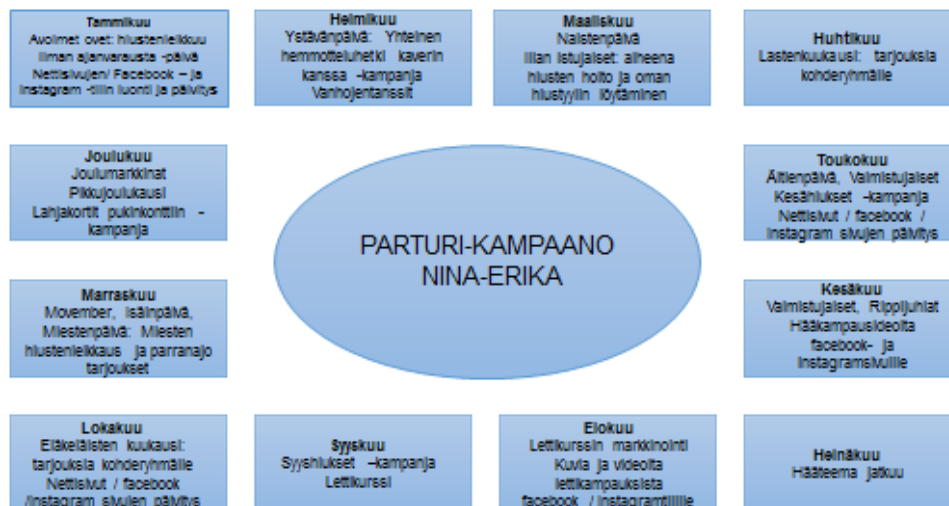 Tammikuu
Avoimet ovet: hiustenleikkuu
ilman ajanvarausta -päivä
Nettisivujen/ Facebook – ja
Instagram -tilin luonti ja päivitys
Helmikuu
Ystävänpäivä: Yhteinen
hemmotteluhetki kaverin
kanssa –kampanja
Vanhojentanssit
Maaliskuu
Naistenpäivä
Illan istujaiset: aiheena
hiusten hoito ja oman
hiustyylin löytäminen
Huhtikuu
Lastenkuukausi: tarjouksia
kohderyhmälle
Joulukuu
Joulumarkkinat
Pikkujoulukausi
Lahjakortit pukinkonttiin -
kampanja
PARTURI-KAMPAANO
NINA-ERIKA
Toukokuu
Äitienpäivä, Valmistujaiset
Kesähiukset –kampanja
Nettisivut / facebook /
Instagram sivujen päivitys
Marraskuu
Movember, Isäinpäivä,
Miestenpäivä: Miesten
hiustenleikkaus ja parranajo
tarjoukset
Kesäkuu
Valmistujaiset, Rippijuhlat
Hääkampausideoita
facebook- ja
instagramsivuille
Lokakuu
Eläkeläisten kuukausi:
tarjouksia kohderyhmälle
Nettisivut / facebook
/Instagram sivujen päivitys
Syyskuu
Syyshiukset –kampanja
Lettikurssi
Elokuu
Lettikurssin markkinointi
Kuvia ja videoita
lettikampauksista
facebook / Instagramtilille
Heinäkuu
Hääteema jatkuu